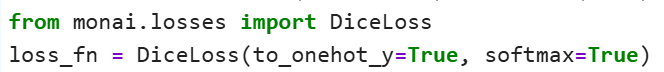 from monai.losses import DiceLoss
loss_fn = DiceLoss(to_onehot_y=True, softmax=True)